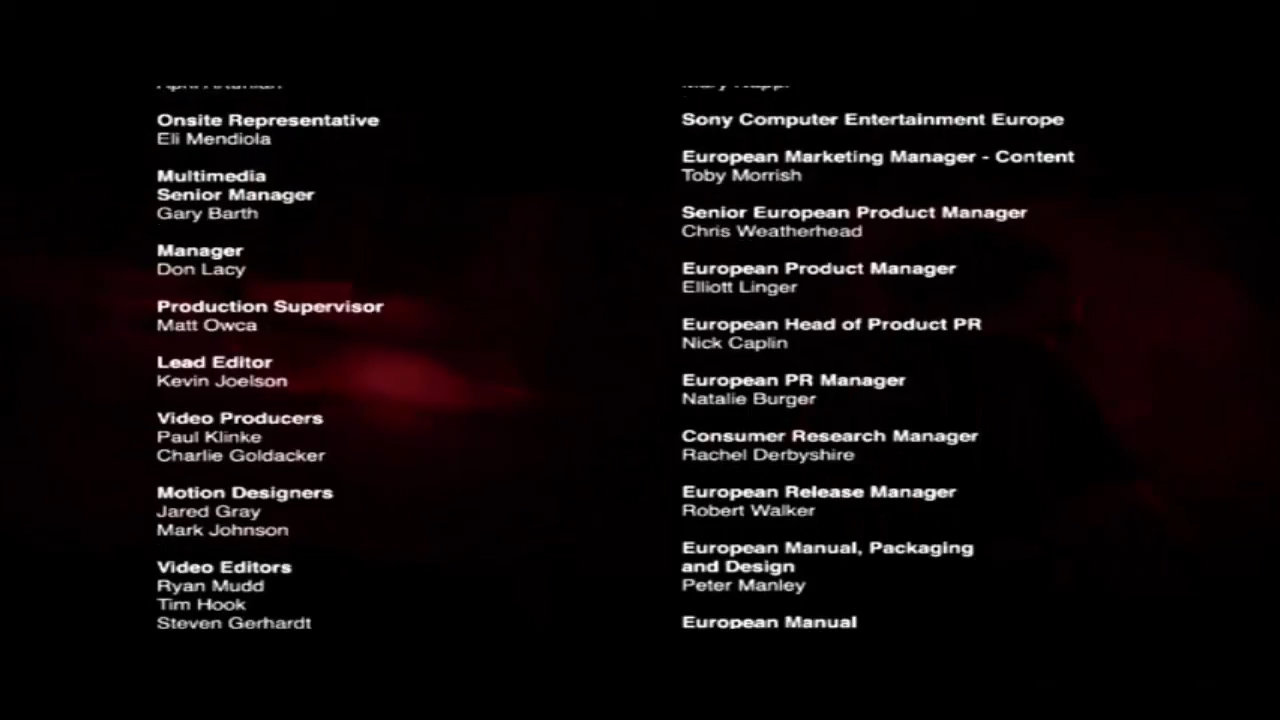 Onsite Representative
Eli Mendiola
Multimedia
Senior Manager
Gary Barth
Manager
Don Lacy
Production Supervisor
Matt Owca
Lead Editor
Kevin Joelson
Video Producers
Paul Klinke
Charlie Goldacker
Motion Designers
Jared Gray
Mark Johnson
Video Editors
Ryan Mudd
Tim Hook
Steven Gerhardt
Sony Computer Entertainment Europe
European Marketing Manager - Content
Toby Morrish
Senior European Product Manager
Chris Weatherhead
European Product Manager
Elliott Linger
European Head of Product PR
Nick Caplin
European PR Manager
Natalie Burger
Consumer Research Manager
Rachel Derbyshire
European Release Manager
Robert Walker
European Manual, Packaging
and Design
Peter Manley
European Manual